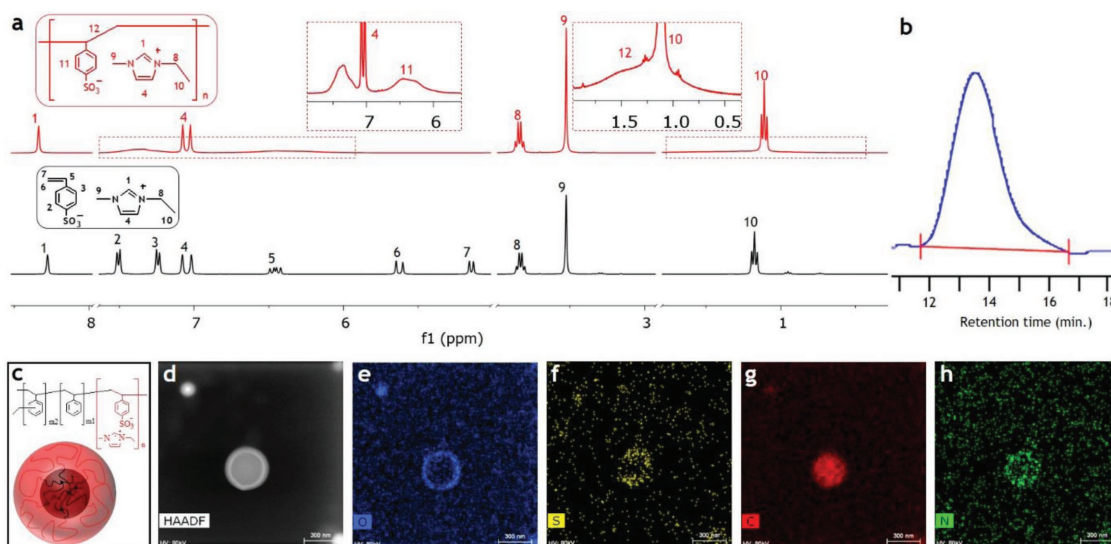 a
12
1
11
9
+
8
N
N
10
SO3−
4
n
4
11
7 6
12
10
1.5 1.0 0.5
9
1
4
8
10
7
5
6
3
2
SO3−
1
9
+
8
N
N
4
10
1
2
3
4
5
6
7
8
9
10
8 7 6 3 1
f1 (ppm)
b
12 14 16 18
Retention time (min.)
c
m2
m1
SO3−
n
d
HAADF
300 nm
e
O
300 nm
f
S
300 nm
g
C
300 nm
h
N
300 nm